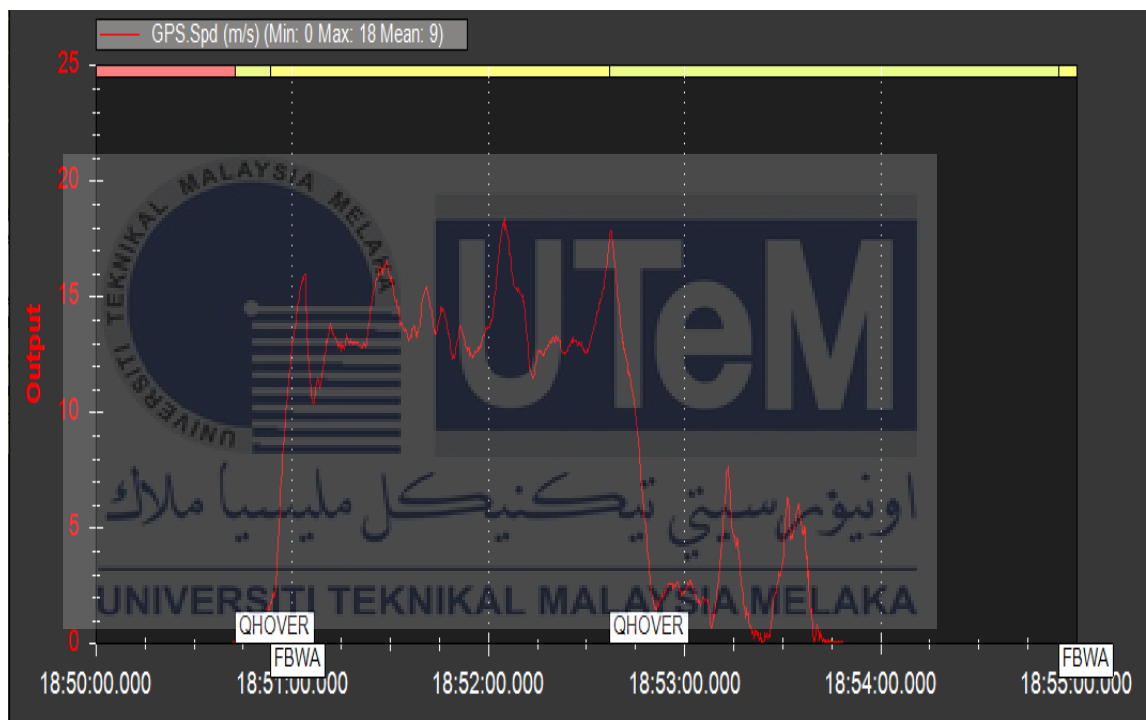 GPS.Spd (m/s) (Min: 0 Max: 18 Mean: 9)
25
20
15
10
5
0
Output
UNIVERSITI TEKNIKAL MALAYSIA MELAKA
UTeM
اونيۏرسيتي تيکنيکل مليسيا ملاك
UNIVERSITI TEKNIKAL MALAYSIA MELAKA
QHOVER
QHOVER
FBWA
FBWA
18:50:00.000
18:51:00.000
18:52:00.000
18:53:00.000
18:54:00.000
18:55:00.000